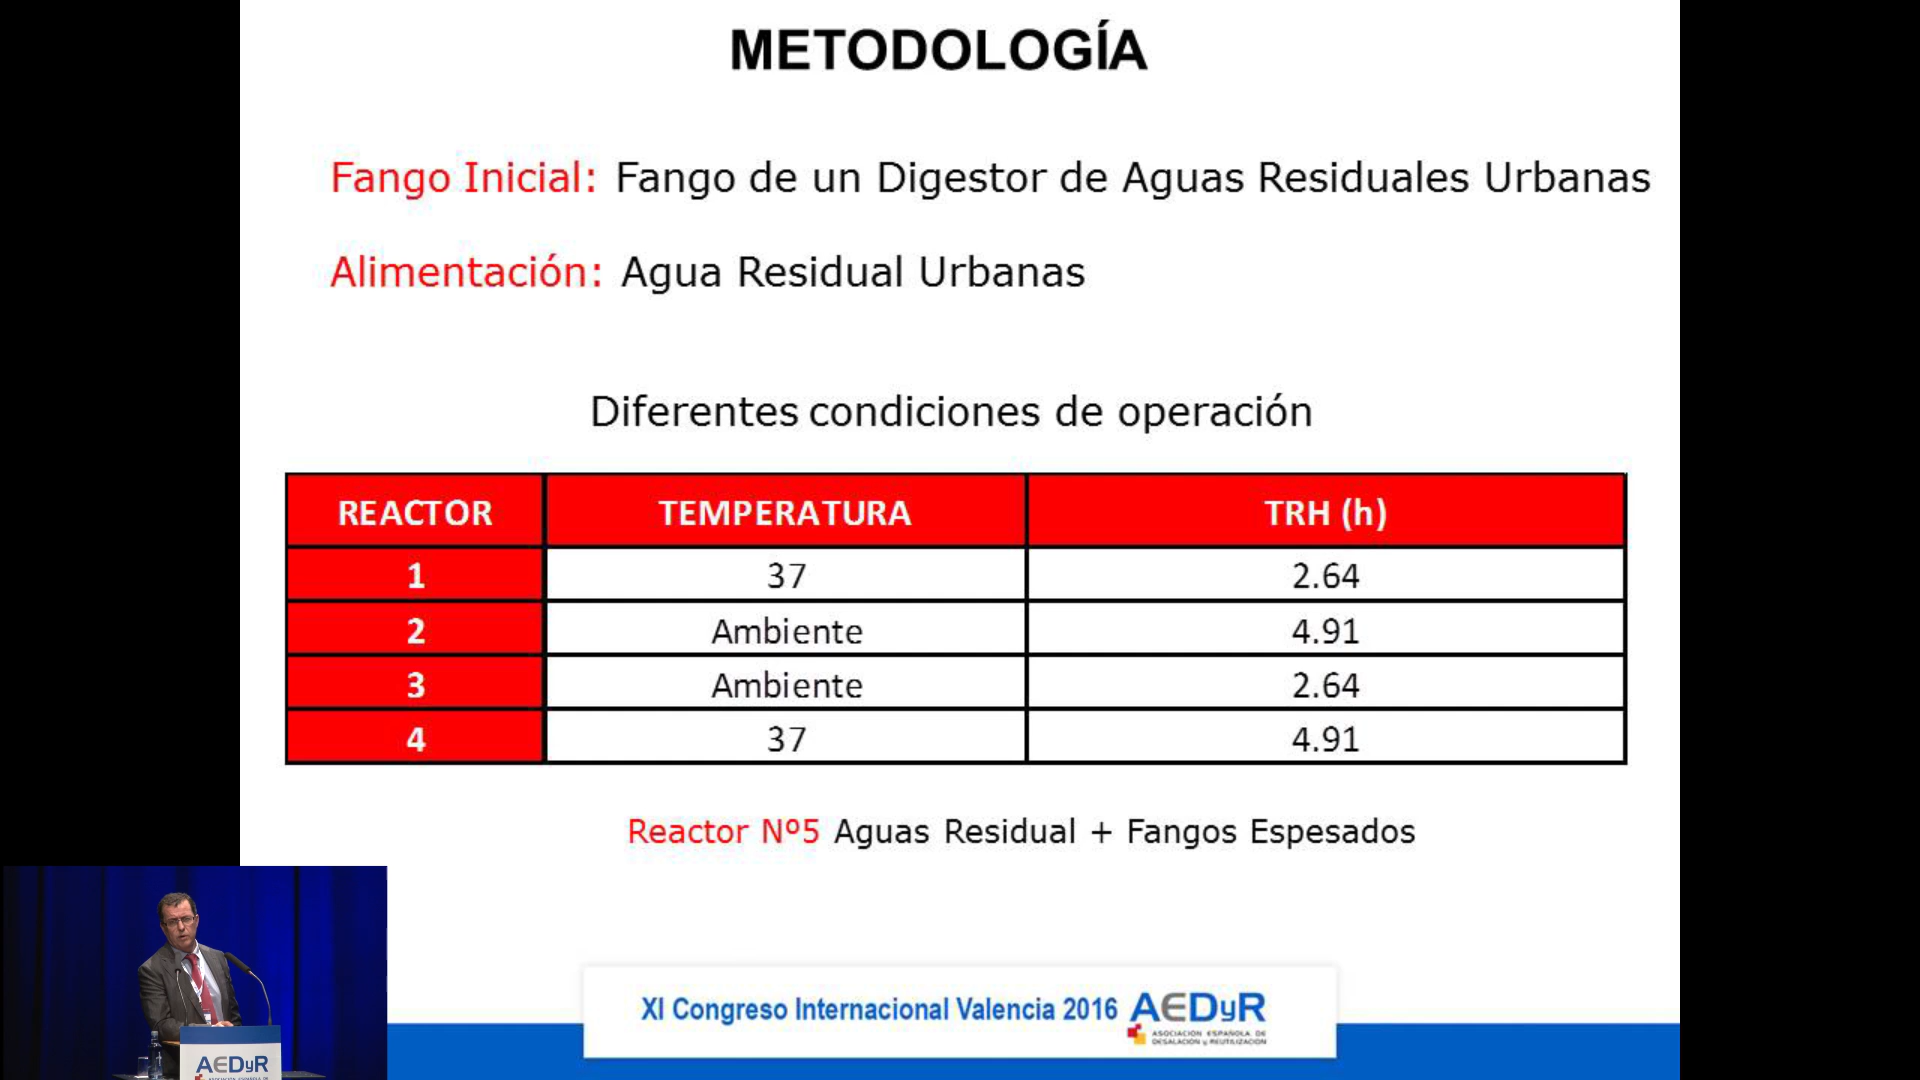 METODOLOGÍA
Fango Inicial: Fango de un Digestor de Aguas Residuales Urbanas
Alimentación: Agua Residual Urbanas
Diferentes condiciones de operación
REACTOR TEMPERATURA TRH (h)
1 37 2.64
2 Ambiente 4.91
3 Ambiente 2.64
4 37 4.91
Reactor Nº5 Aguas Residual + Fangos Espesados
XI Congreso Internacional Valencia 2016 AEDyR
ASOCIACIÓN ESPAÑOLA DE
DESALACIÓN y REUTILIZACIÓN
AEDyR